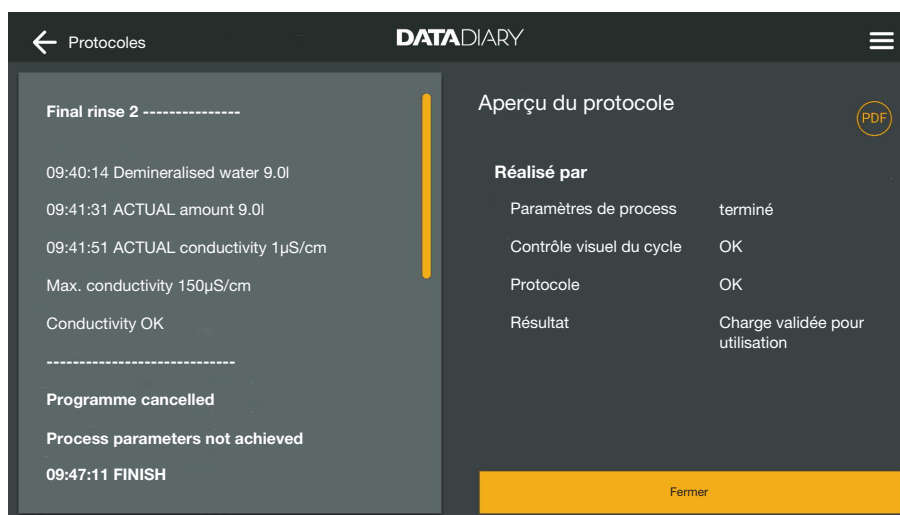 Protocoles
DATADIARY
Final rinse 2 ---------------
09:40:14 Demineralised water 9.0l
09:41:31 ACTUAL amount 9.0l
09:41:51 ACTUAL conductivity 1µS/cm
Max. conductivity 150µS/cm
Conductivity OK
-----------------------------
Programme cancelled
Process parameters not achieved
09:47:11 FINISH
Aperçu du protocole
PDF
Réalisé par
Paramètres de process terminé
Contrôle visuel du cycle OK
Protocole OK
Résultat Charge validée pour
utilisation
Fermer